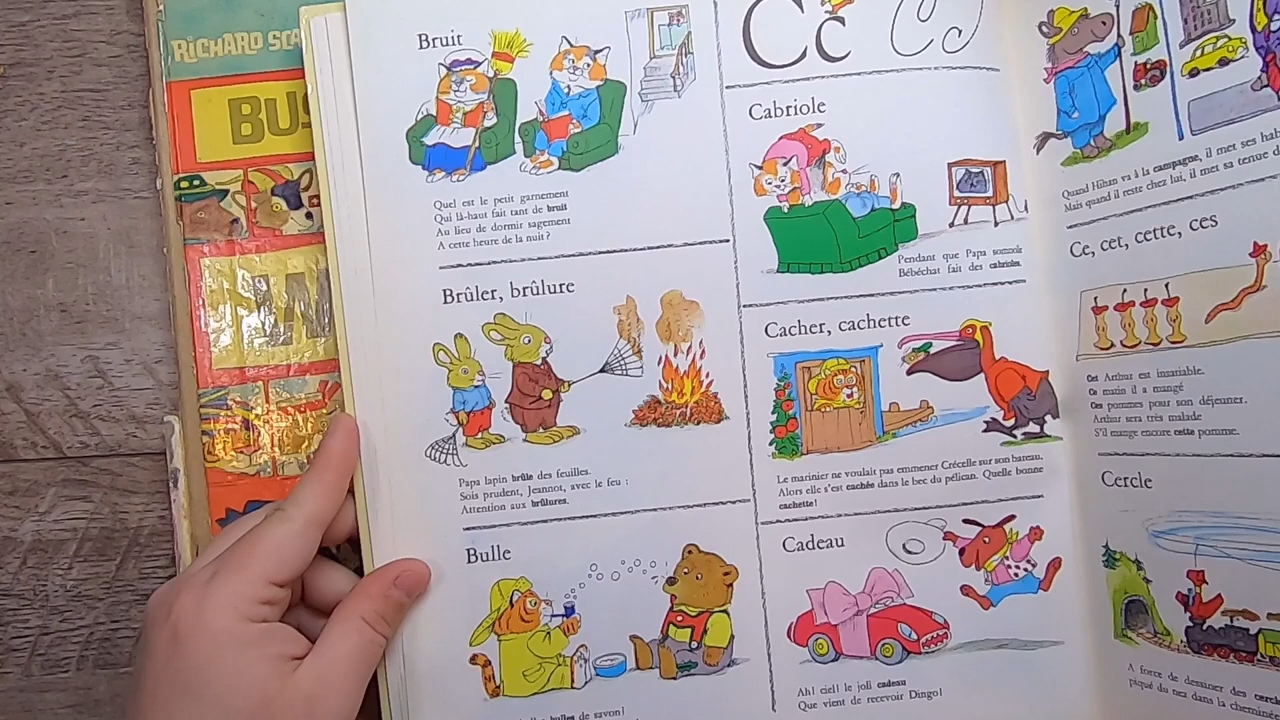 RICHARD
BUS
Bruit
Quel est le petit garnement
Qui là-haut fait tant de bruit
Au lieu de dormir sagement
A cette heure de la nuit?
Brûler, brûlure
Papa lapin brûle des feuilles.
Sois prudent, Jeannot, avec le feu :
Attention aux brûlures.
Bulle
bulles de savon!
Cc Cc
Cabriole
Pendant que Papa somnole
Bébéchat fait des cabrioles.
Cacher, cachette
Le marinier ne voulait pas emmener Crécelle sur son bateau.
Alors elle s'est cachée dans le bec du pélican. Quelle bonne
cachette!
Cadeau
Ah! ciel! le joli cadeau
Que vient de recevoir Dingo!
Quand Hihan va à la campagne, il met ses
Mais quand il reste chez lui, il met sa tenue
Ce, cet, cette, ces
Cet Arthur est insatiable.
Ce matin il a mangé
Ces pommes pour son déjeuner.
Arthur sera très malade
S'il mange encore cette pomme.
Cercle
A force de dessiner des
piqué du nez dans la